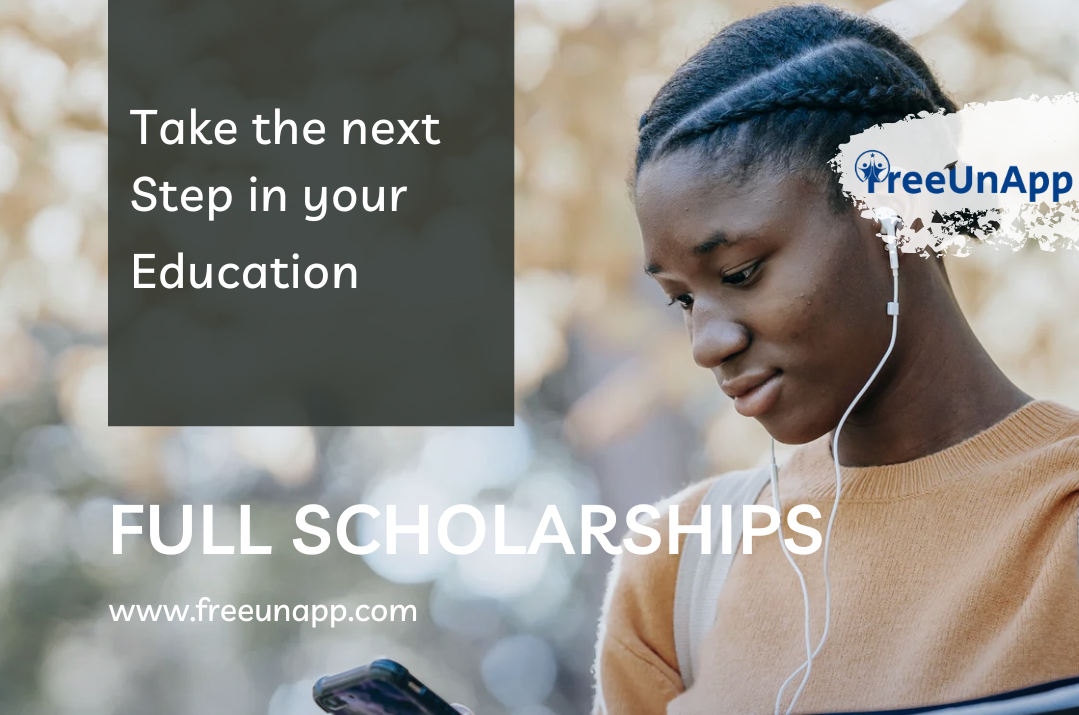 Take the next
Step in your
Education
FreeUnApp
FULL SCHOLARSHIPS
www.freeunapp.com